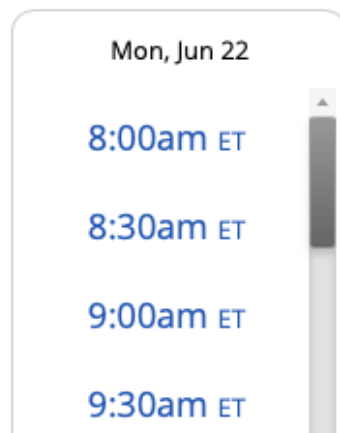 Mon, Jun 22
8:00am ET
8:30am ET
9:00am ET
9:30am ET